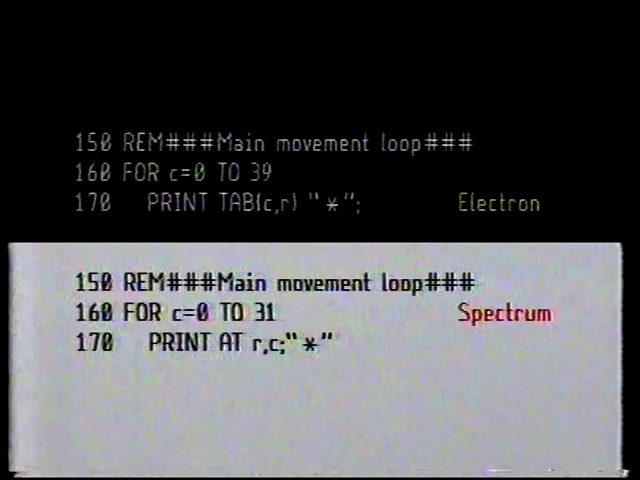 150 REM###Main movement loop###
160 FOR c=0 TO 39
170 PRINT TAB(c,r) "*"; Electron
150 REM###Main movement loop###
160 FOR c=0 TO 31 Spectrum
170 PRINT AT r,c;"*"